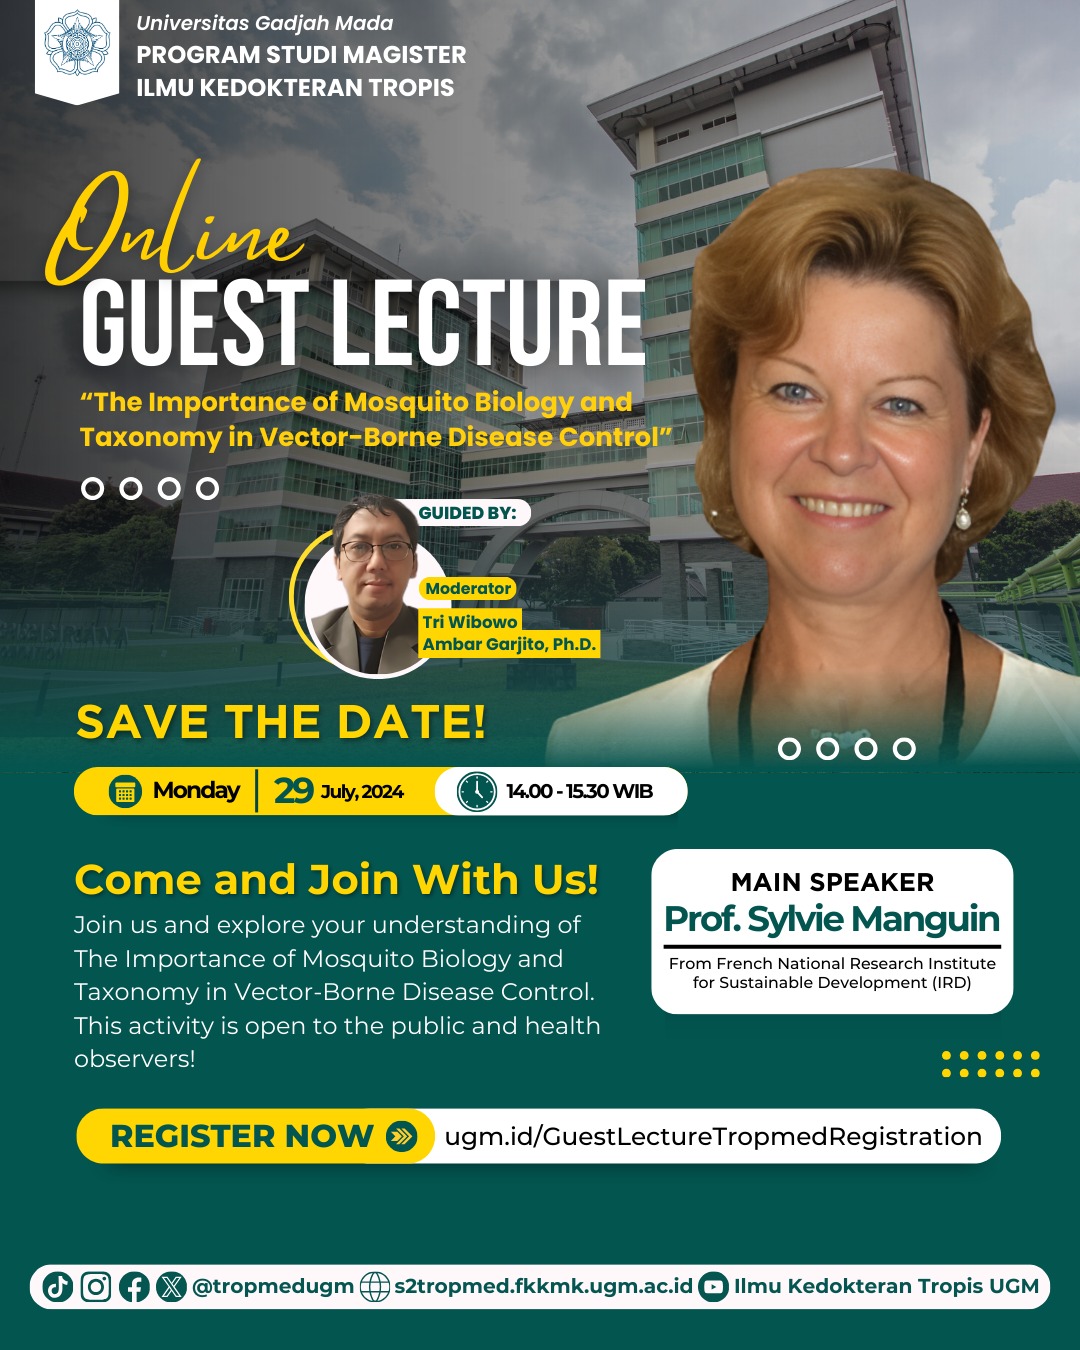 Universitas Gadjah Mada
PROGRAM STUDI MAGISTER
ILMU KEDOKTERAN TROPIS
Online
GUEST LECTURE
“The Importance of Mosquito Biology and
Taxonomy in Vector-Borne Disease Control”
GUIDED BY:
Moderator
Tri Wibowo
Ambar Garjito, Ph.D.
SAVE THE DATE!
Monday 29 July, 2024 14.00 - 15.30 WIB
Come and Join With Us!
Join us and explore your understanding of
The Importance of Mosquito Biology and
Taxonomy in Vector-Borne Disease Control.
This activity is open to the public and health
observers!
MAIN SPEAKER
Prof. Sylvie Manguin
From French National Research Institute
for Sustainable Development (IRD)
REGISTER NOW ugm.id/GuestLectureTropmedRegistration
@tropmedugm s2tropmed.fkkmk.ugm.ac.id Ilmu Kedokteran Tropis UGM